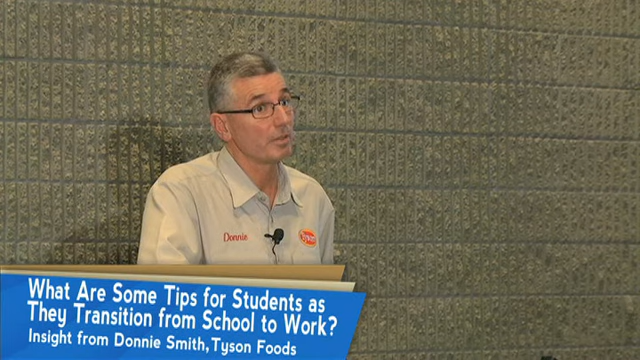 Donnie
Tyson
What Are Some Tips for Students as
They Transition from School to Work?
Insight from Donnie Smith, Tyson Foods